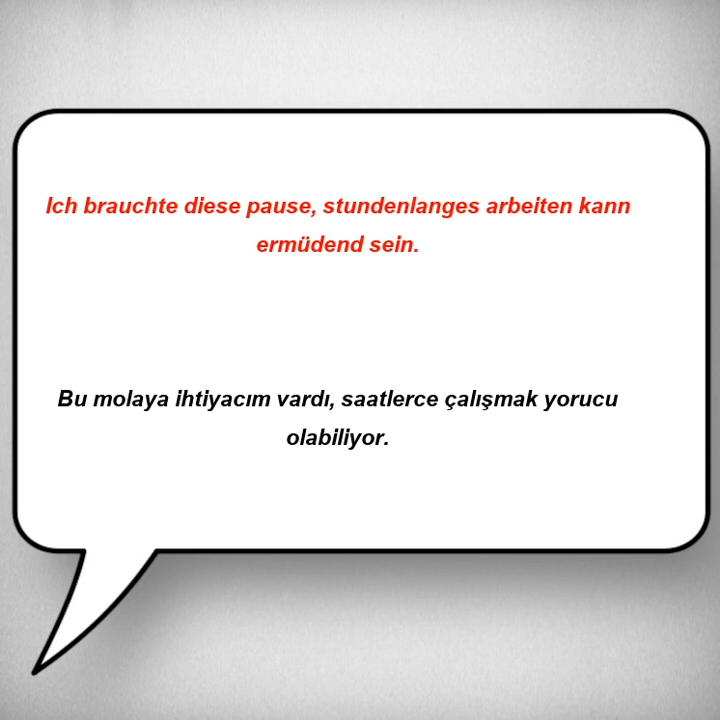 Ich brauchte diese pause, stundenlanges arbeiten kann
ermüdend sein.
Bu molaya ihtiyacım vardı, saatlerce çalışmak yorucu
olabiliyor.